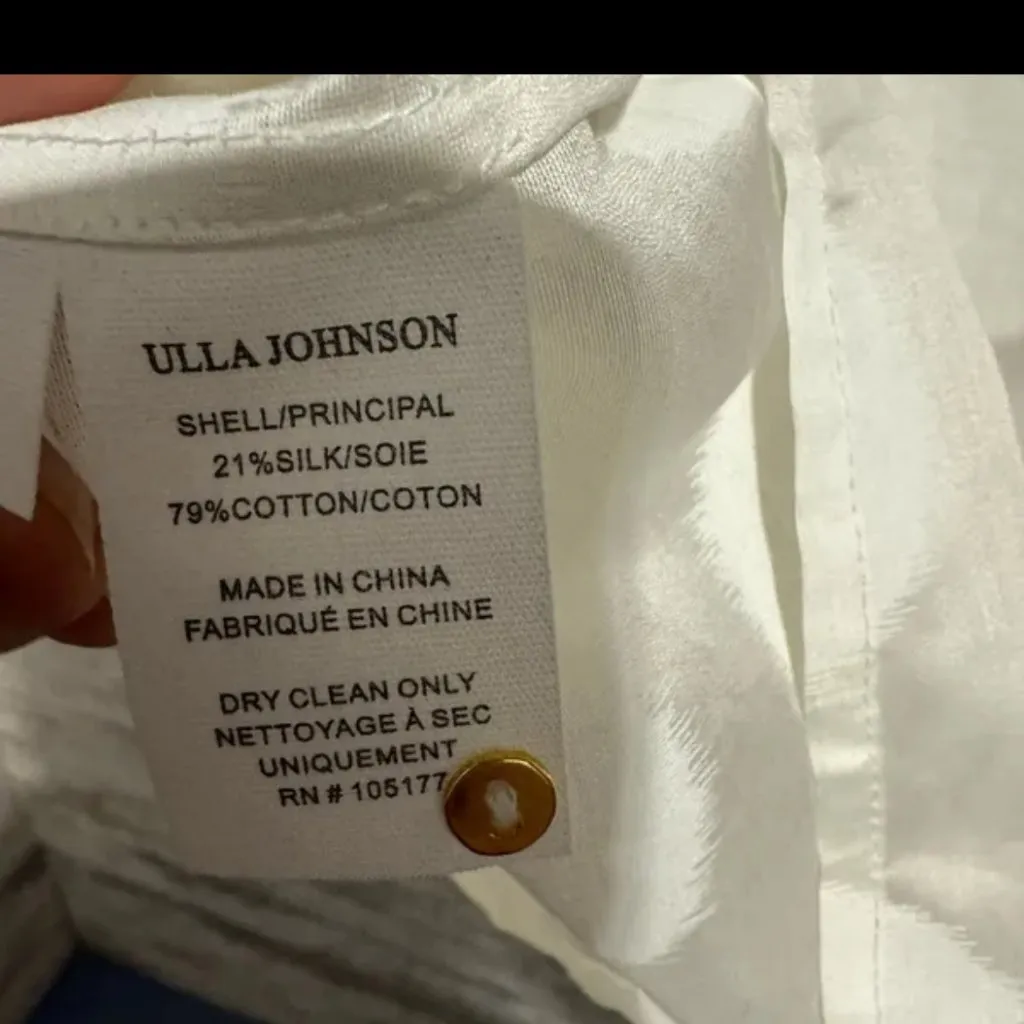 ULLA JOHNSON
SHELL/PRINCIPAL
21%SILK/SOIE
79%COTTON/COTON
MADE IN CHINA
FABRIQUÉ EN CHINE
DRY CLEAN ONLY
NETTOYAGE À SEC
UNIQUEMENT
RN # 105177